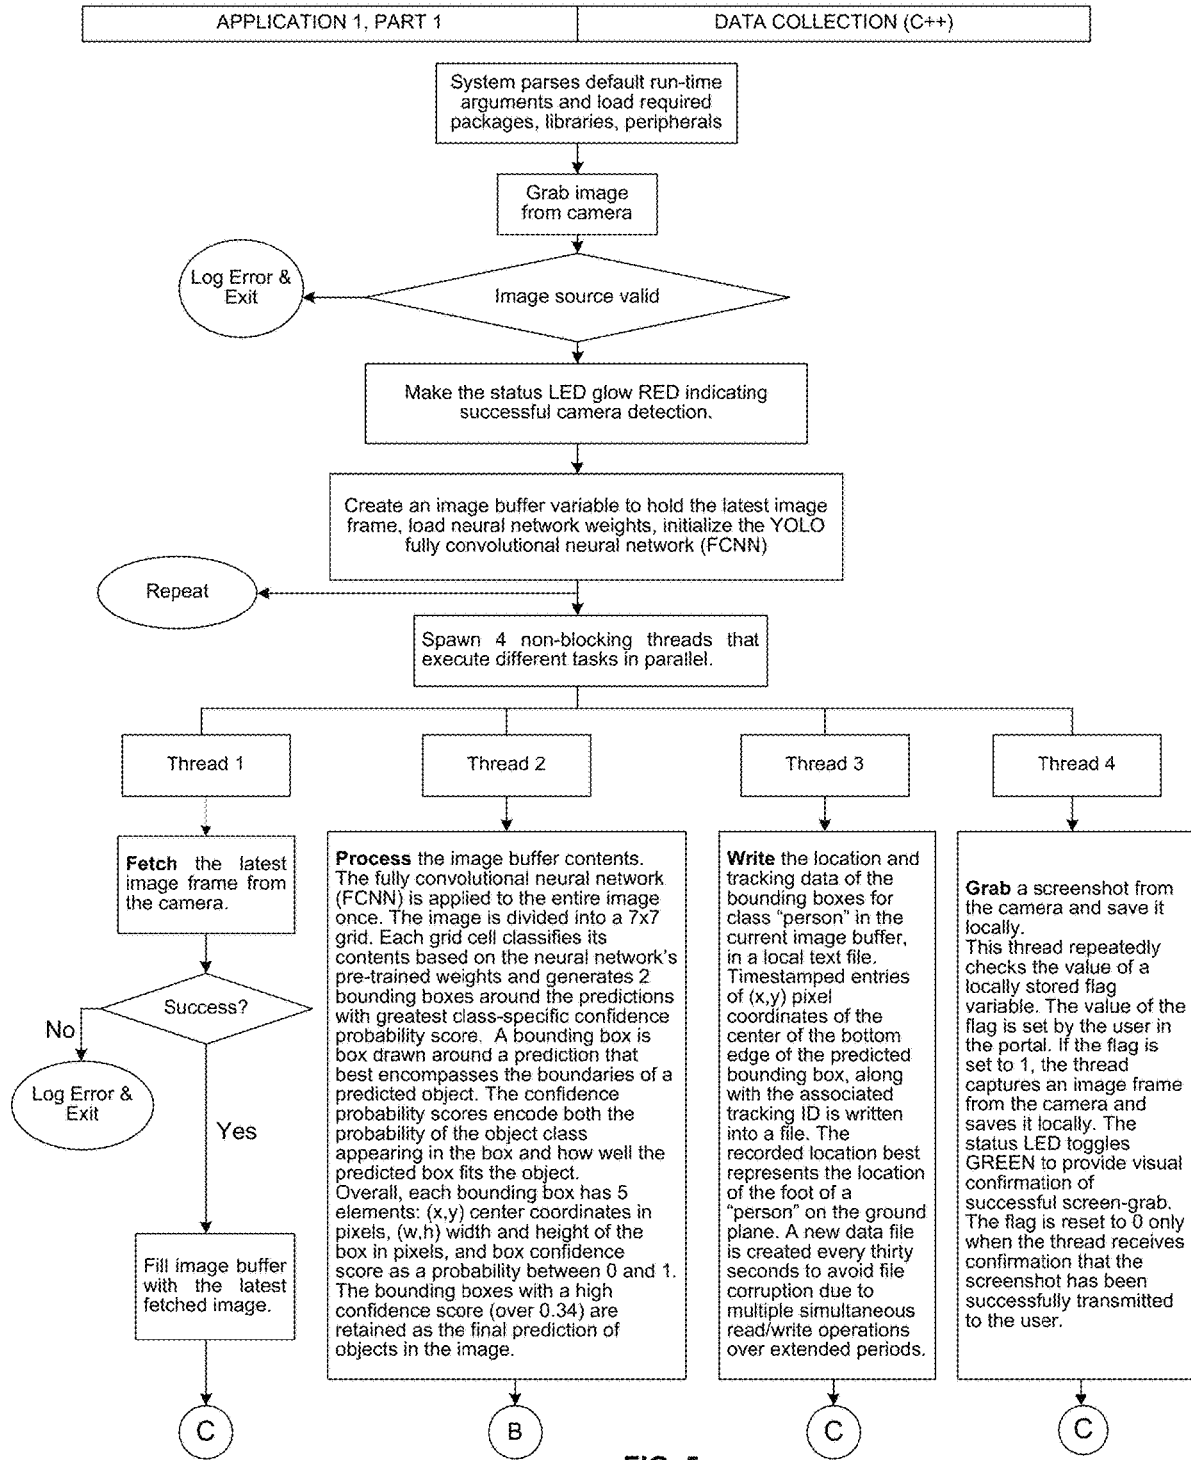 APPLICATION 1, PART 1
DATA COLLECTION (C++)
System parses default run-time
arguments and load required
packages, libraries, peripherals
Grab image
from camera
Log Error &
Exit
Image source valid
Make the status LED glow RED indicating
successful camera detection.
Create an image buffer variable to hold the latest image
frame, load neural network weights, initialize the YOLO
fully convolutional neural network (FCNN)
Repeat
Spawn 4 non-blocking threads that
execute different tasks in parallel.
Thread 1
Thread 2
Thread 3
Thread 4
Fetch the latest
image frame from
the camera.
Success?
No
Log Error &
Exit
Yes
Fill image buffer
with the latest
fetched image.
C
Process the image buffer contents.
The fully convolutional neural network
(FCNN) is applied to the entire image
once. The image is divided into a 7x7
grid. Each grid cell classifies its
contents based on the neural network's
pre-trained weights and generates 2
bounding boxes around the predictions
with greatest class-specific confidence
probability score. A bounding box is
box drawn around a prediction that
best encompasses the boundaries of a
predicted object. The confidence
probability scores encode both the
probability of the object class
appearing in the box and how well the
predicted box fits the object.
Overall, each bounding box has 5
elements: (x,y) center coordinates in
pixels, (w,h) width and height of the
box in pixels, and box confidence
score as a probability between 0 and 1.
The bounding boxes with a high
confidence score (over 0.34) are
retained as the final prediction of
objects in the image.
B
Write the location and
tracking data of the
bounding boxes for
class "person" in the
current image buffer,
in a local text file.
Timestamped entries
of (x,y) pixel
coordinates of the
center of the bottom
edge of the predicted
bounding box, along
with the associated
tracking ID is written
into a file. The
recorded location best
represents the location
of the foot of a
"person" on the ground
plane. A new data file
is created every thirty
seconds to avoid file
corruption due to
multiple simultaneous
read/write operations
over extended periods.
C
Grab a screenshot from
the camera and save it
locally.
This thread repeatedly
checks the value of a
locally stored flag
variable. The value of the
flag is set by the user in
the portal. If the flag is
set to 1, the thread
captures an image frame
from the camera and
saves it locally. The
status LED toggles
GREEN to provide visual
confirmation of
successful screen-grab.
The flag is reset to 0 only
when the thread receives
confirmation that the
screenshot has been
successfully transmitted
to the user.
C